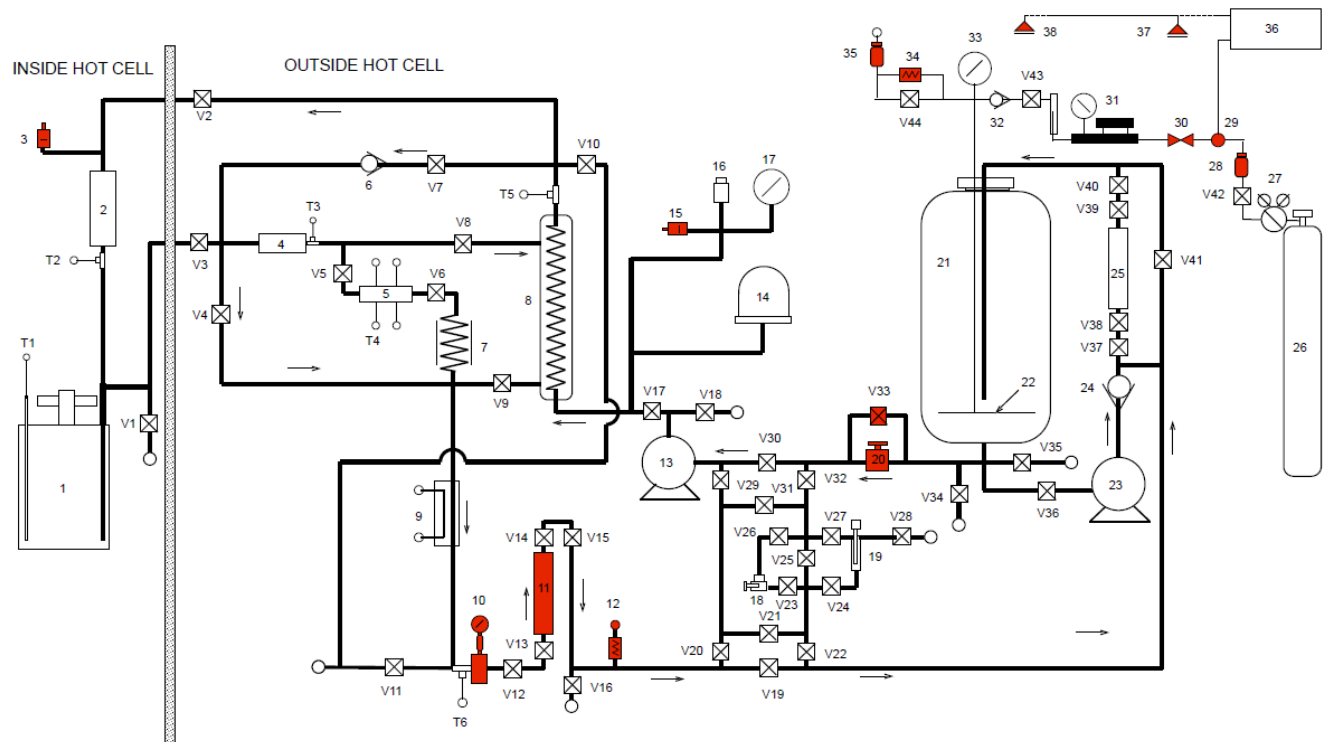 33
38
37
36
35
34
INSIDE HOT CELL
OUTSIDE HOT CELL
V43
31
32
V44
30
29
V2
3
V10
16
17
28
27
6
V7
V40
V42
T5
V39
2
T3
15
4
V8
T2
V3
V5
V6
21
25
V41
5
8
14
V4
T4
V38
T1
7
V37
26
22
24
V9
V17
V18
V33
V1
13
V30
20
V35
V29
V31
V32
23
1
V34
V36
9
V26
V27
V28
V14
V15
V25
19
11
18
V23
V24
10
12
V21
V13
V20
V22
V11
V12
V16
V19
T6